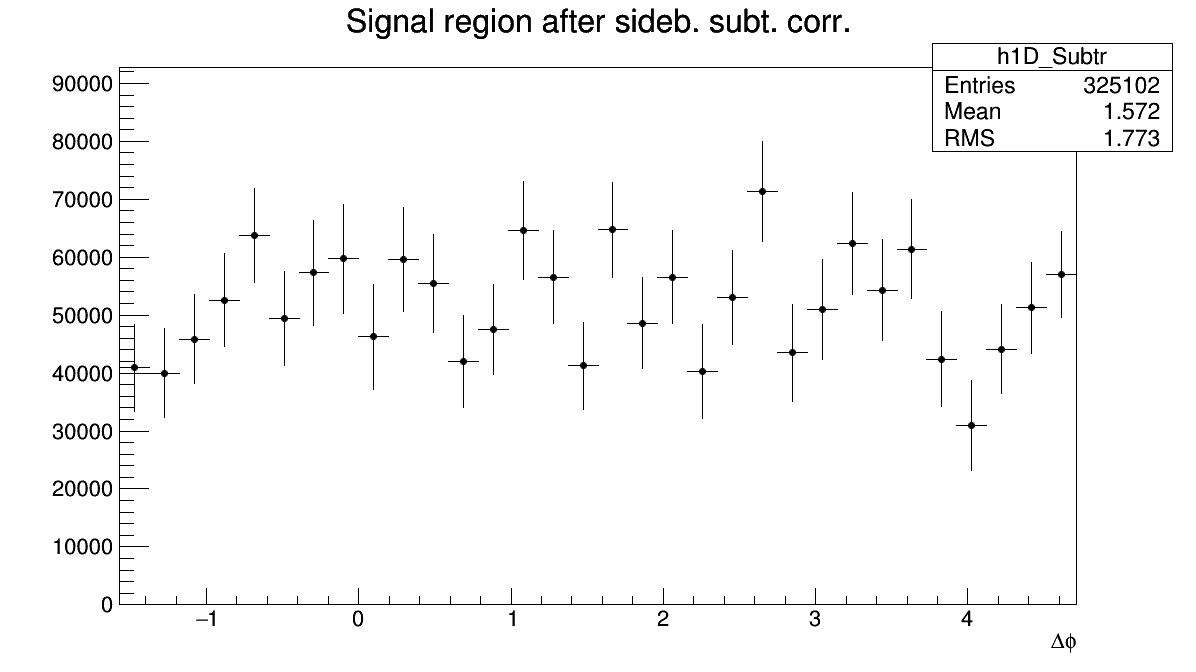 Signal region after sideb. subt. corr.
h1D_Subtr
Entries 325102
Mean 1.572
RMS 1.773
90000
80000
70000
60000
50000
40000
30000
20000
10000
0
−1 0 1 2 3 4
Δϕ